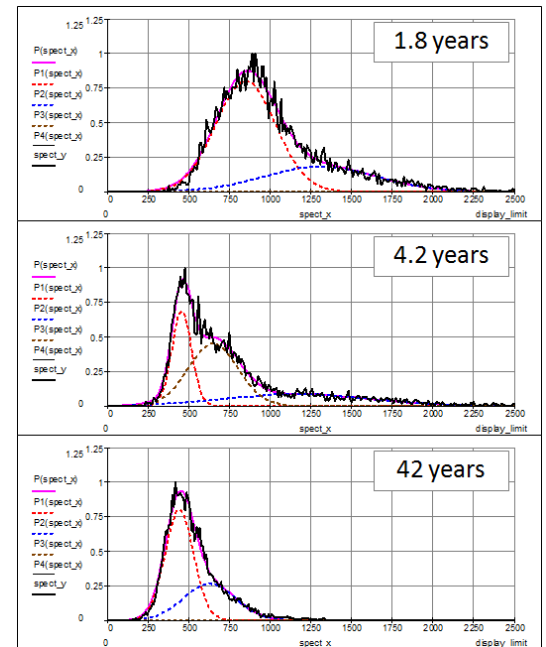 1.8 years
1.25 1.25
P(spect_x)
P1(spect_x)
P2(spect_x)
P3(spect_x)
P4(spect_x)
spect_y
1
0.75
0.5
0.25
0
0 250 500 750 1000 1250 1500 1750 2000 2250 2500
0 spect_x display_limit
4.2 years
1.25 1.25
P(spect_x)
P1(spect_x)
P2(spect_x)
P3(spect_x)
P4(spect_x)
spect_y
1
0.75
0.5
0.25
0
0 250 500 750 1000 1250 1500 1750 2000 2250 2500
0 spect_x display_limit
42 years
1.25 1.25
P(spect_x)
P1(spect_x)
P2(spect_x)
P3(spect_x)
P4(spect_x)
spect_y
1
0.75
0.5
0.25
0
0 250 500 750 1000 1250 1500 1750 2000 2250 2500
0 spect_x display_limit